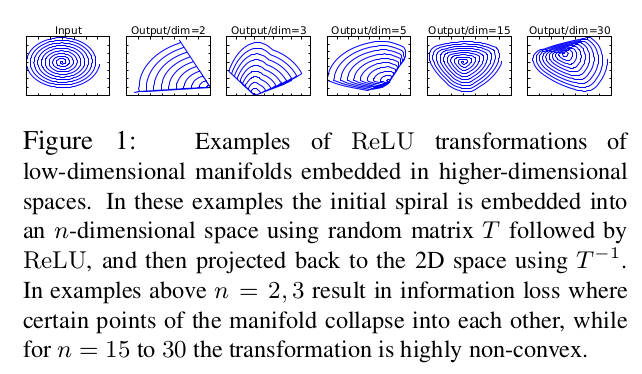 Input Output/dim=2 Output/dim=3 Output/dim=5 Output/dim=15 Output/dim=30
Figure 1: Examples of ReLU transformations of
low-dimensional manifolds embedded in higher-dimensional
spaces. In these examples the initial spiral is embedded into
an n-dimensional space using random matrix T followed by
ReLU, and then projected back to the 2D space using T⁻¹.
In examples above n = 2, 3 result in information loss where
certain points of the manifold collapse into each other, while
for n = 15 to 30 the transformation is highly non-convex.